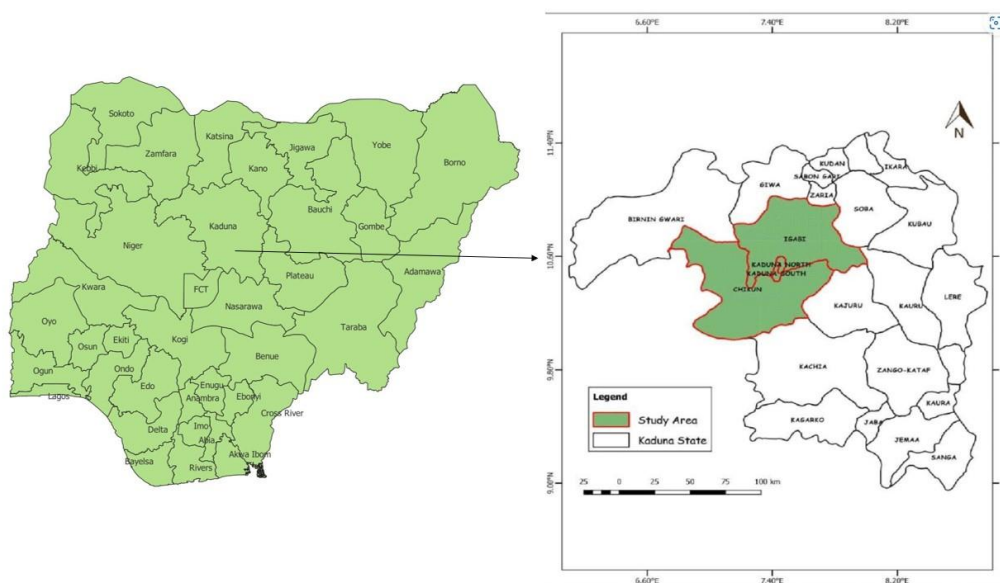 Sokoto
Katsina
Jigawa
Yobe
Zamfara
Kebbi
Kano
Borno
Bauchi
Kaduna
Gombe
Niger
Adamawa
Plateau
FCT
Kwara
Nasarawa
Taraba
Oyo
Kogi
Ekiti
Osun
Benue
Ogun
Ondo
Edo
Enugu
Lagos
Anambra
Ebonyi
Cross River
Delta
Imo
Abia
Akwa Ibom
Bayelsa
Rivers
6.60°E
7.40°E
8.20°E
N
11.40°N
10.60°N
9.80°N
9.00°N
KUDAN
IKARA
SABON GARI
GIWA
ZARIA
SOBA
BIRNIN GWARI
KUBAU
IGABI
KADUNA NORTH
KADUNA SOUTH
CHIKUN
LERE
KAJURU
KAURU
KACHIA
ZANGO-KATAF
KAURA
KAGARKO
JABA
JEMAA
SANGA
Legend
Study Area
Kaduna State
25 0 25 50 75 100 km
6.60°E
7.40°E
8.20°E